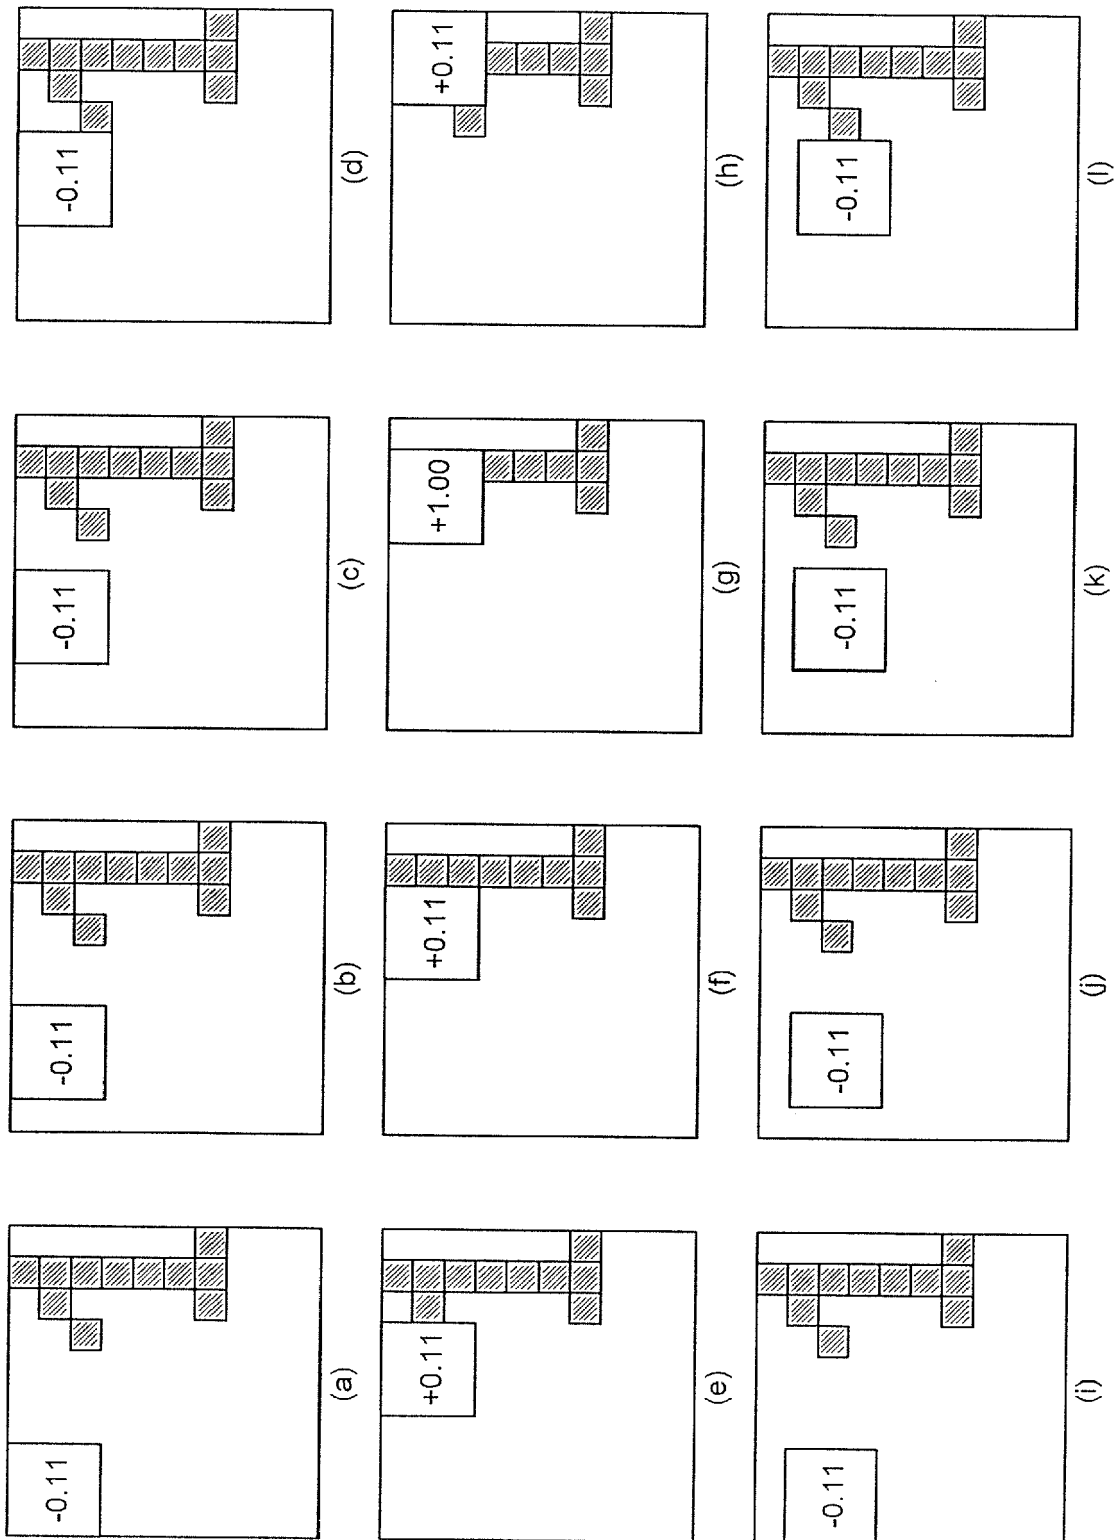 -0.11
(a)
-0.11
(b)
-0.11
(c)
-0.11
(d)
+0.11
(e)
+0.11
(f)
+1.00
(g)
+0.11
(h)
-0.11
(i)
-0.11
(j)
-0.11
(k)
-0.11
(l)